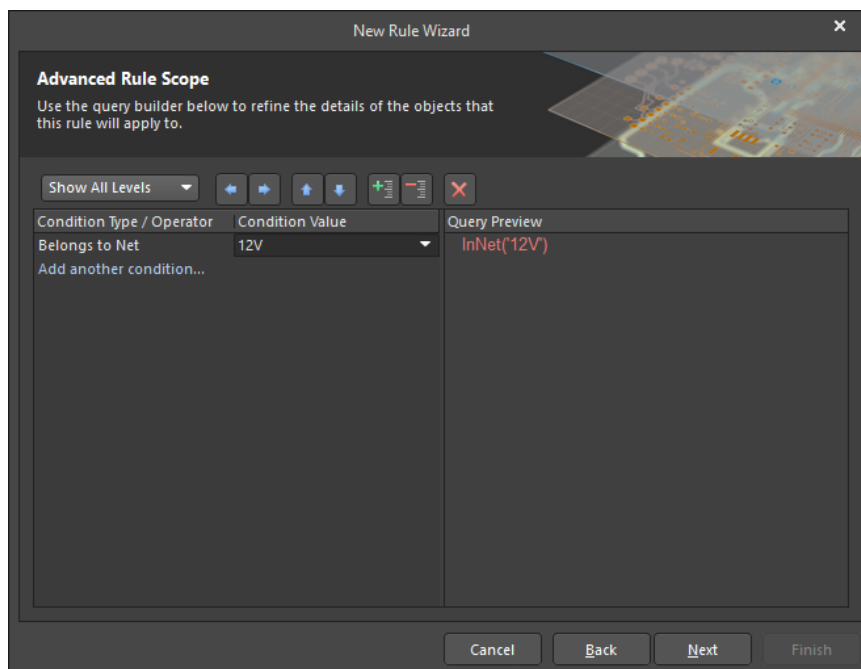 New Rule Wizard
Advanced Rule Scope
Use the query builder below to refine the details of the objects that
this rule will apply to.
Show All Levels
Condition Type / Operator Condition Value Query Preview
Belongs to Net 12V InNet('12V')
Add another condition...
Cancel Back Next Finish